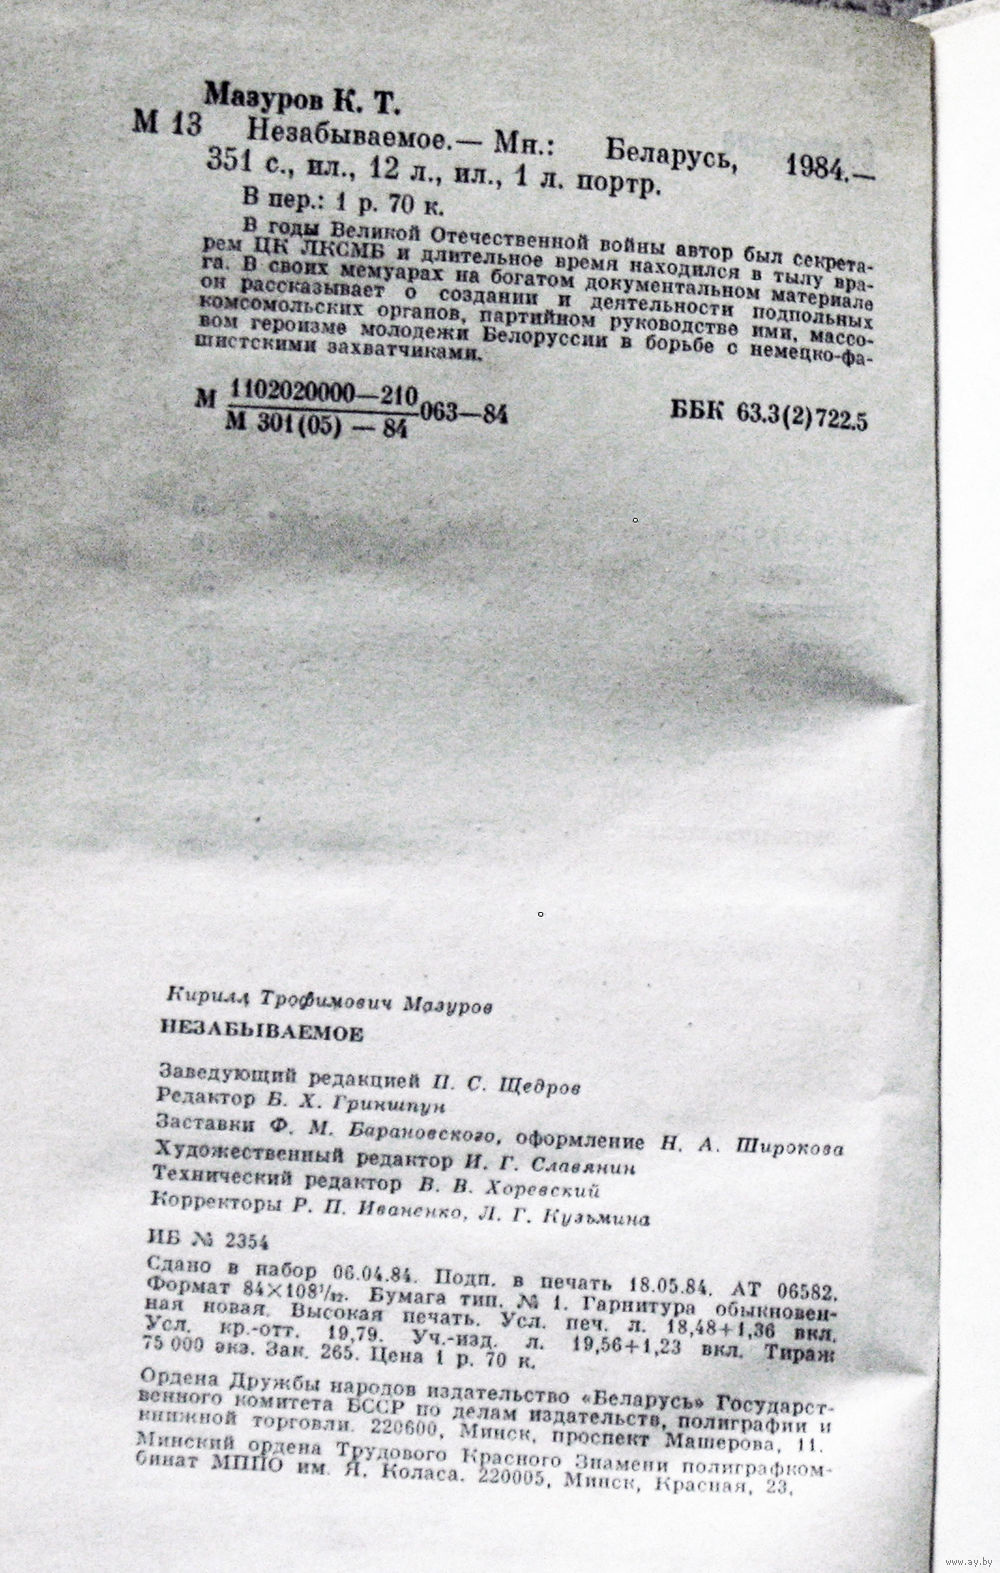 Мазуров К. Т.
М 13 Незабываемое.— Мн.: Беларусь, 1984.—
351 с., ил., 12 л., ил., 1 л. портр.
В пер.: 1 р. 70 к.
В годы Великой Отечественной войны автор был секрета-
рем ЦК ЛКСМБ и длительное время находился в тылу вра-
га. В своих мемуарах на богатом документальном материале
он рассказывает о создании и деятельности подпольных
комсомольских органов, партийном руководстве ими, массо-
вом героизме молодежи Белоруссии в борьбе с немецко-фа-
шистскими захватчиками.
М 1102020000—210
М 301(05) — 84 063—84 ББК 63.3(2)722.5
Кирилл Трофимович Мазуров
НЕЗАБЫВАЕМОЕ
Заведующий редакцией П. С. Щедров
Редактор Б. Х. Гриншпун
Заставки Ф. М. Барановского, оформление Н. А. Широкова
Художественный редактор И. Г. Славянин
Технический редактор В. В. Хоревский
Корректоры Р. П. Иваненко, Л. Г. Кузьмина
ИБ № 2354
Сдано в набор 06.04.84. Подп. в печать 18.05.84. АТ 06582.
Формат 84×108¹/₃₂. Бумага тип. № 1. Гарнитура обыкновен-
ная новая. Высокая печать. Усл. печ. л. 18,48+1,36 вкл.
Усл. кр.-отт. 19,79. Уч.-изд. л. 19,56+1,23 вкл. Тираж
75 000 экз. Зак. 265. Цена 1 р. 70 к.
Ордена Дружбы народов издательство «Беларусь» Государст-
венного комитета БССР по делам издательств, полиграфии и
книжной торговли. 220600, Минск, проспект Машерова, 11.
Минский ордена Трудового Красного Знамени полиграфком-
бинат МППО им. Я. Коласа. 220005, Минск, Красная, 23.
www.ay.by